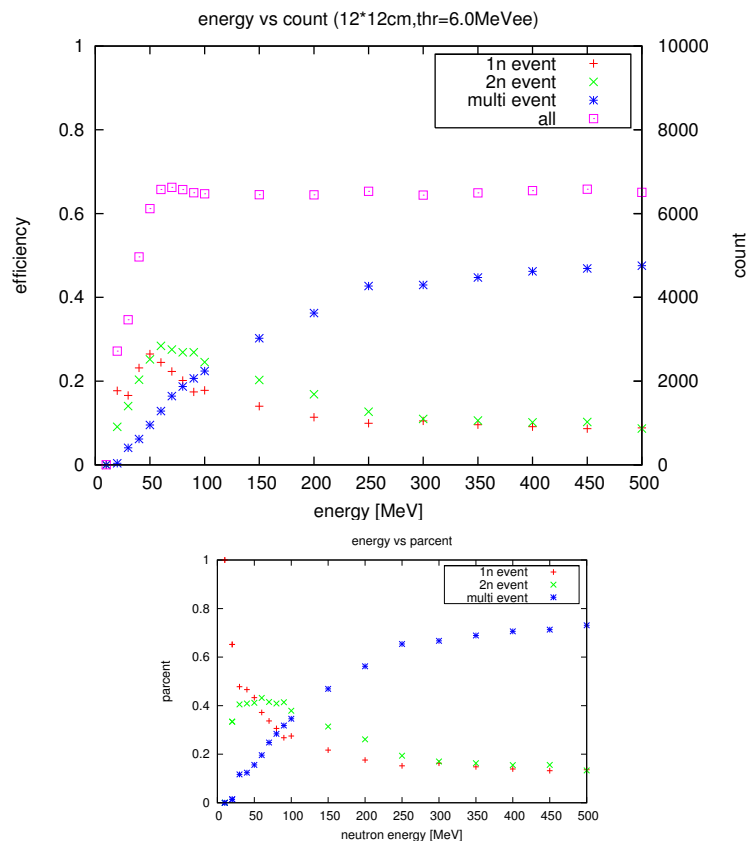 energy vs count (12*12cm,thr=6.0MeVee)
1 10000
1n event
2n event
multi event
all
0.8 8000
0.6 6000
efficiency
count
0.4 4000
0.2 2000
0 0
0 50 100 150 200 250 300 350 400 450 500
energy [MeV]
energy vs parcent
1
1n event
2n event
multi event
0.8
0.6
parcent
0.4
0.2
0
0 50 100 150 200 250 300 350 400 450 500
neutron energy [MeV]